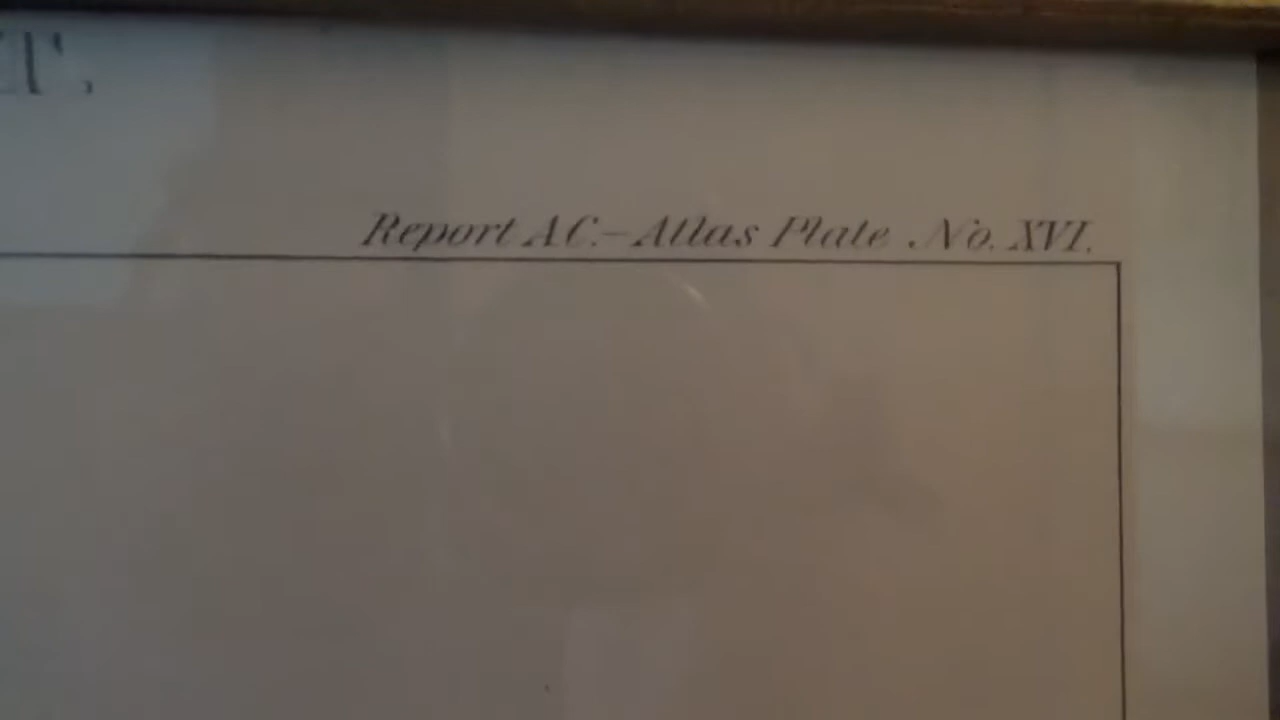 T.
Report AC.–Atlas Plate No. XVI.